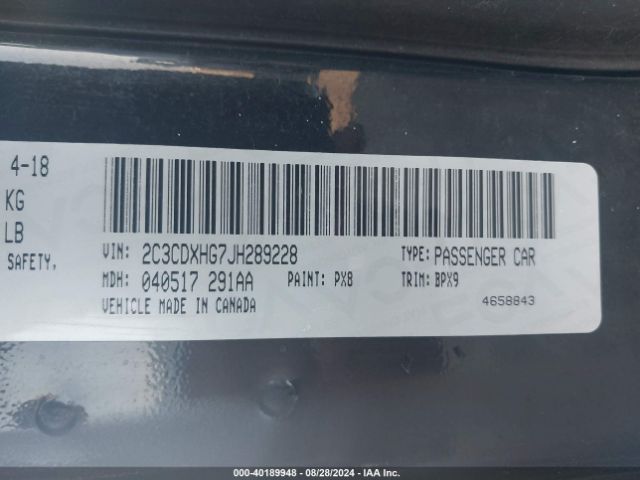 4-18
KG
LB
SAFETY.
VIN: 2C3CDXHG7JH289228
TYPE: PASSENGER CAR
MDH: 040517 291AA
PAINT: PX8
TRIM: BPX9
VEHICLE MADE IN CANADA
4658843
000-40189948 - 08/28/2024 - IAA Inc.